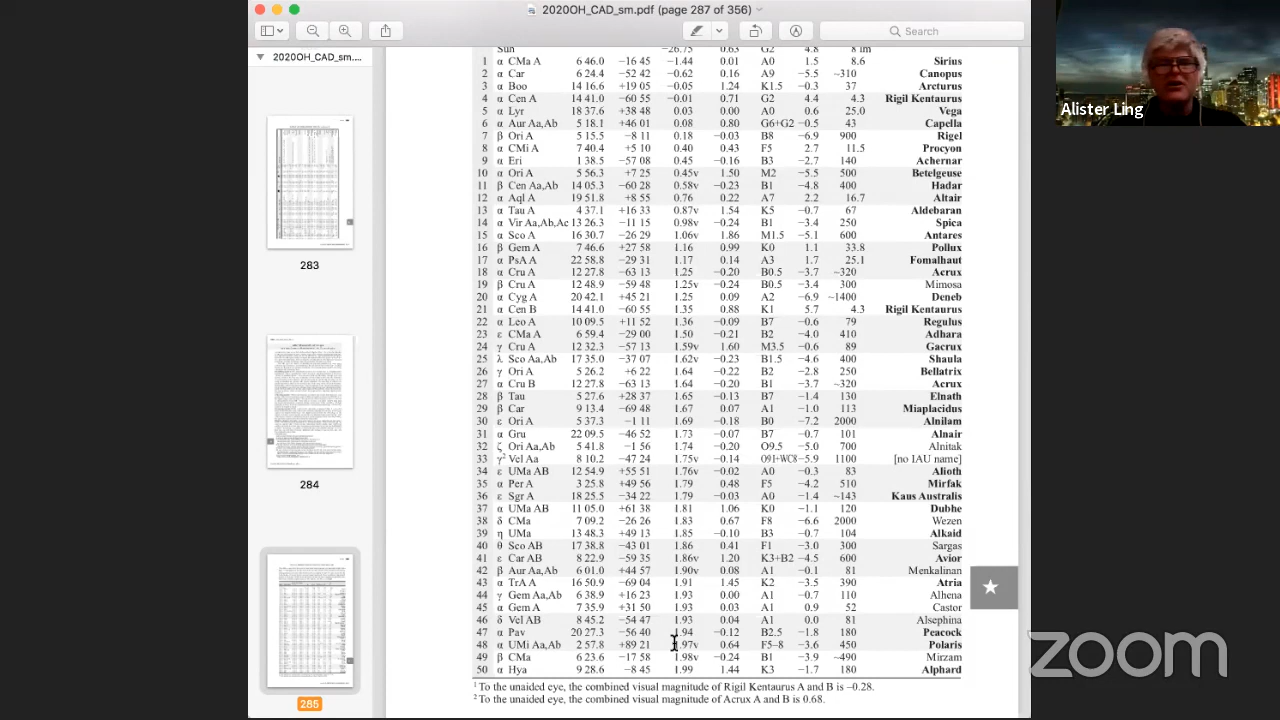 2020OH_CAD_sm.pdf (page 287 of 356)
Search
2020OH_CAD_sm....
283
284
285
Sun −26.75 0.63 G2 4.8 8 lm
1 α CMa A 6 46.0 −16 45 −1.44 0.01 A0 1.5 8.6 Sirius
2 α Car 6 24.4 −52 42 −0.62 0.16 A9 −5.5 ~310 Canopus
3 α Boo 14 16.6 +19 05 −0.05 1.24 K1.5 −0.3 37 Arcturus
4 α Cen A 14 41.0 −60 55 −0.01 0.71 G2 4.4 4.3 Rigil Kentaurus
5 α Lyr 18 37.6 +38 48 0.03 0.00 A0 0.6 25.0 Vega
6 α Aur Aa,Ab 5 18.1 +46 01 0.08 0.80 G6+G2 −0.5 43 Capella
7 β Ori A 5 15.5 −8 11 0.18 −0.03 B8 −6.9 900 Rigel
8 α CMi A 7 40.4 +5 10 0.40 0.43 F5 2.7 11.5 Procyon
9 α Eri 1 38.5 −57 08 0.45 −0.16 B3 −2.7 140 Achernar
10 α Ori A 5 56.3 +7 25 0.45v 1.50 M2 −5.5 500 Betelgeuse
11 β Cen Aa,Ab 14 05.3 −60 28 0.58v −0.23 B1 −4.8 400 Hadar
12 α Aql A 19 51.8 +8 55 0.76 0.22 A7 2.2 16.7 Altair
13 α Tau A 4 37.1 +16 33 0.87v 1.54 K5 −0.7 67 Aldebaran
14 α Vir Aa,Ab,Ac 13 26.3 −11 15 0.98v −0.24 B1 −3.4 250 Spica
15 α Sco A 16 30.7 −26 29 1.06v 1.86 M1.5 −5.1 600 Antares
16 β Gem A 7 46.6 +27 58 1.16 0.99 K0 1.1 33.8 Pollux
17 α PsA A 22 58.8 −29 31 1.17 0.14 A3 1.7 25.1 Fomalhaut
18 α Cru A 12 27.8 −63 13 1.25 −0.20 B0.5 −3.7 ~320 Acrux
19 β Cru A 12 48.9 −59 48 1.25v −0.24 B0.5 −3.4 300 Mimosa
20 α Cyg A 20 42.1 +45 21 1.25 0.09 A2 −6.9 ~1400 Deneb
21 α Cen B 14 41.0 −60 55 1.35 0.88 K1 5.7 4.3 Rigil Kentaurus
22 α Leo A 10 09.5 +11 52 1.36 −0.09 B7 −0.6 79 Regulus
23 ε CMa A 6 59.4 −29 00 1.50 −0.21 B2 −4.0 410 Adhara
24 γ Cru A 12 32.3 −57 13 1.59v 1.60 M3.5 −0.6 89 Gacrux
25 λ Sco Aa,Ab 17 35.0 −37 07 1.62v −0.23 B1.5 −4.6 400 Shaula
26 γ Ori A 5 26.2 +6 22 1.64 −0.22 B2 −2.8 250 Bellatrix
27 α Cru B 12 27.8 −63 13 1.64 −0.20 B1 −3.7 ~320 Acrux
28 β Tau 5 27.6 +28 37 1.65 −0.13 B7 −1.4 130 Elnath
29 β Car 9 13.4 −69 48 1.67 0.07 A1 −1.0 113 Miaplacidus
30 ε Ori A 5 37.3 −1 11 1.69 −0.18 B0 −7.2 2000 Alnilam
31 α Gru 22 09.5 −46 52 1.73 −0.07 B7 −0.7 101 Alnair
32 ζ Ori Aa,Ab 5 41.8 −1 56 1.74 −0.20 O9.5 −5.0 700 Alnitak
33 γ² Vel Aa 8 10.2 −47 24 1.75v −0.14 O9I+WC8 −5.9 1100 [no IAU name]
34 ε UMa AB 12 54.9 +55 51 1.76v −0.02 A0 −0.3 83 Alioth
35 α Per A 3 25.8 +49 56 1.79 0.48 F5 −4.2 510 Mirfak
36 ε Sgr A 18 25.5 −34 22 1.79 −0.03 A0 −1.4 ~143 Kaus Australis
37 α UMa AB 11 05.0 +61 38 1.81 1.06 K0 −1.1 120 Dubhe
38 δ CMa 7 09.2 −26 26 1.83 0.67 F8 −6.6 2000 Wezen
39 η UMa 13 48.3 +49 13 1.85 −0.10 B3 −0.7 104 Alkaid
40 θ Sco AB 17 38.8 −43 01 1.86 0.41 F1 −3.0 300 Sargas
41 ε Car AB 8 22.9 −59 35 1.86v 1.20 K3+B2 −4.5 600 Avior
42 β Aur Aa,Ab 6 01.0 +44 57 1.90v 0.08 A1 −0.1 81 Menkalinan
43 α TrA A 16 50.9 −69 04 1.91 1.45 K2 −3.5 390 Atria
44 γ Gem Aa,Ab 6 38.9 +16 23 1.93 0.00 A1 −0.7 110 Alhena
45 α Gem A 7 35.9 +31 50 1.93 0.03 A1 0.9 52 Castor
46 δ Vel AB 8 45.2 −54 47 1.93 0.04 A1 0.0 81 Alsephina
47 α Pav 20 27.3 −56 40 1.94 −0.12 B2.5 −1.8 180 Peacock
48 α UMi Aa,Ab 2 57.8 +89 21 1.97v 0.64 F5–8 −3.6 450 Polaris
49 β CMa 6 23.6 −17 58 1.98v −0.24 B1 −3.9 ~490 Mirzam
50 α Hya 9 28.6 −8 45 1.99 1.44 K3 −1.7 180 Alphard
¹ To the unaided eye, the combined visual magnitude of Rigil Kentaurus A and B is −0.28.
² To the unaided eye, the combined visual magnitude of Acrux A and B is 0.68.
Alister Ling
zoom